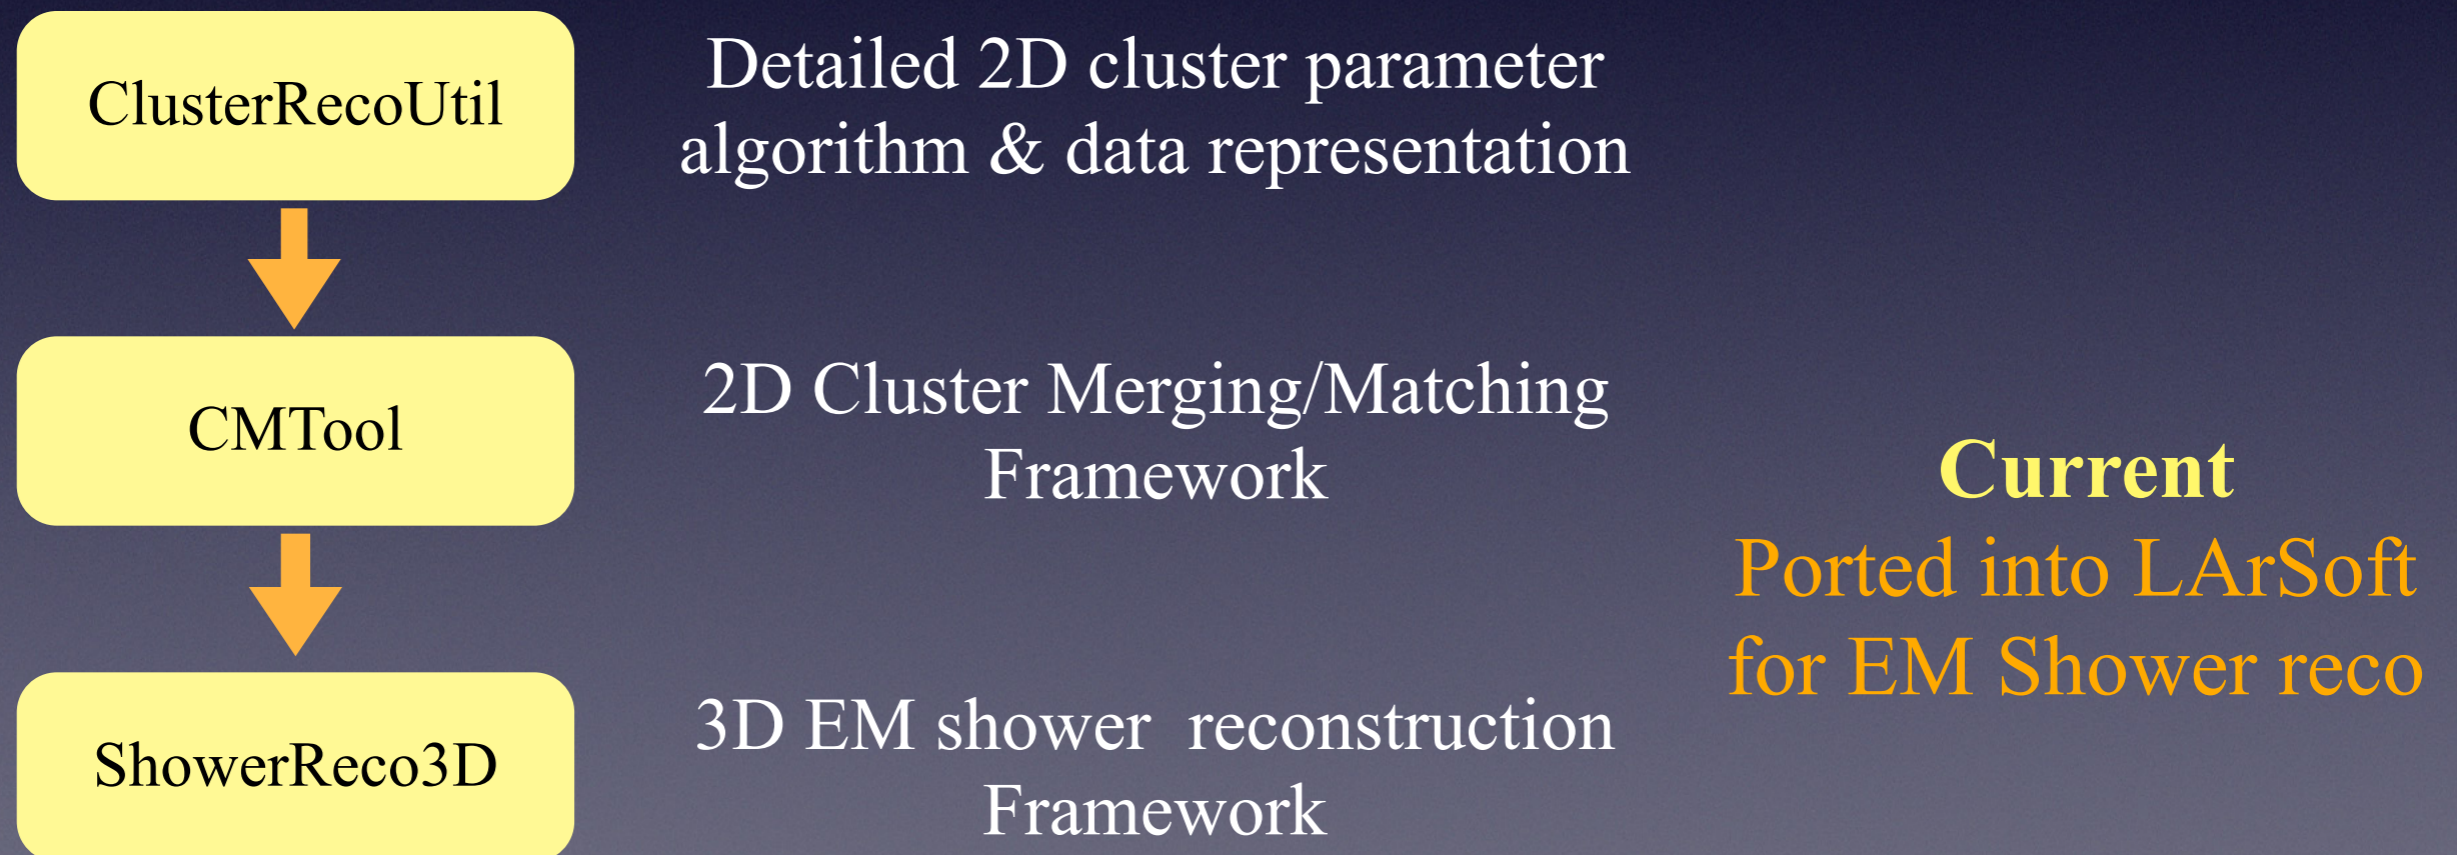 ClusterRecoUtil
Detailed 2D cluster parameter
algorithm & data representation
CMTool
2D Cluster Merging/Matching
Framework
Current
Ported into LArSoft
for EM Shower reco
ShowerReco3D
3D EM shower  reconstruction
Framework